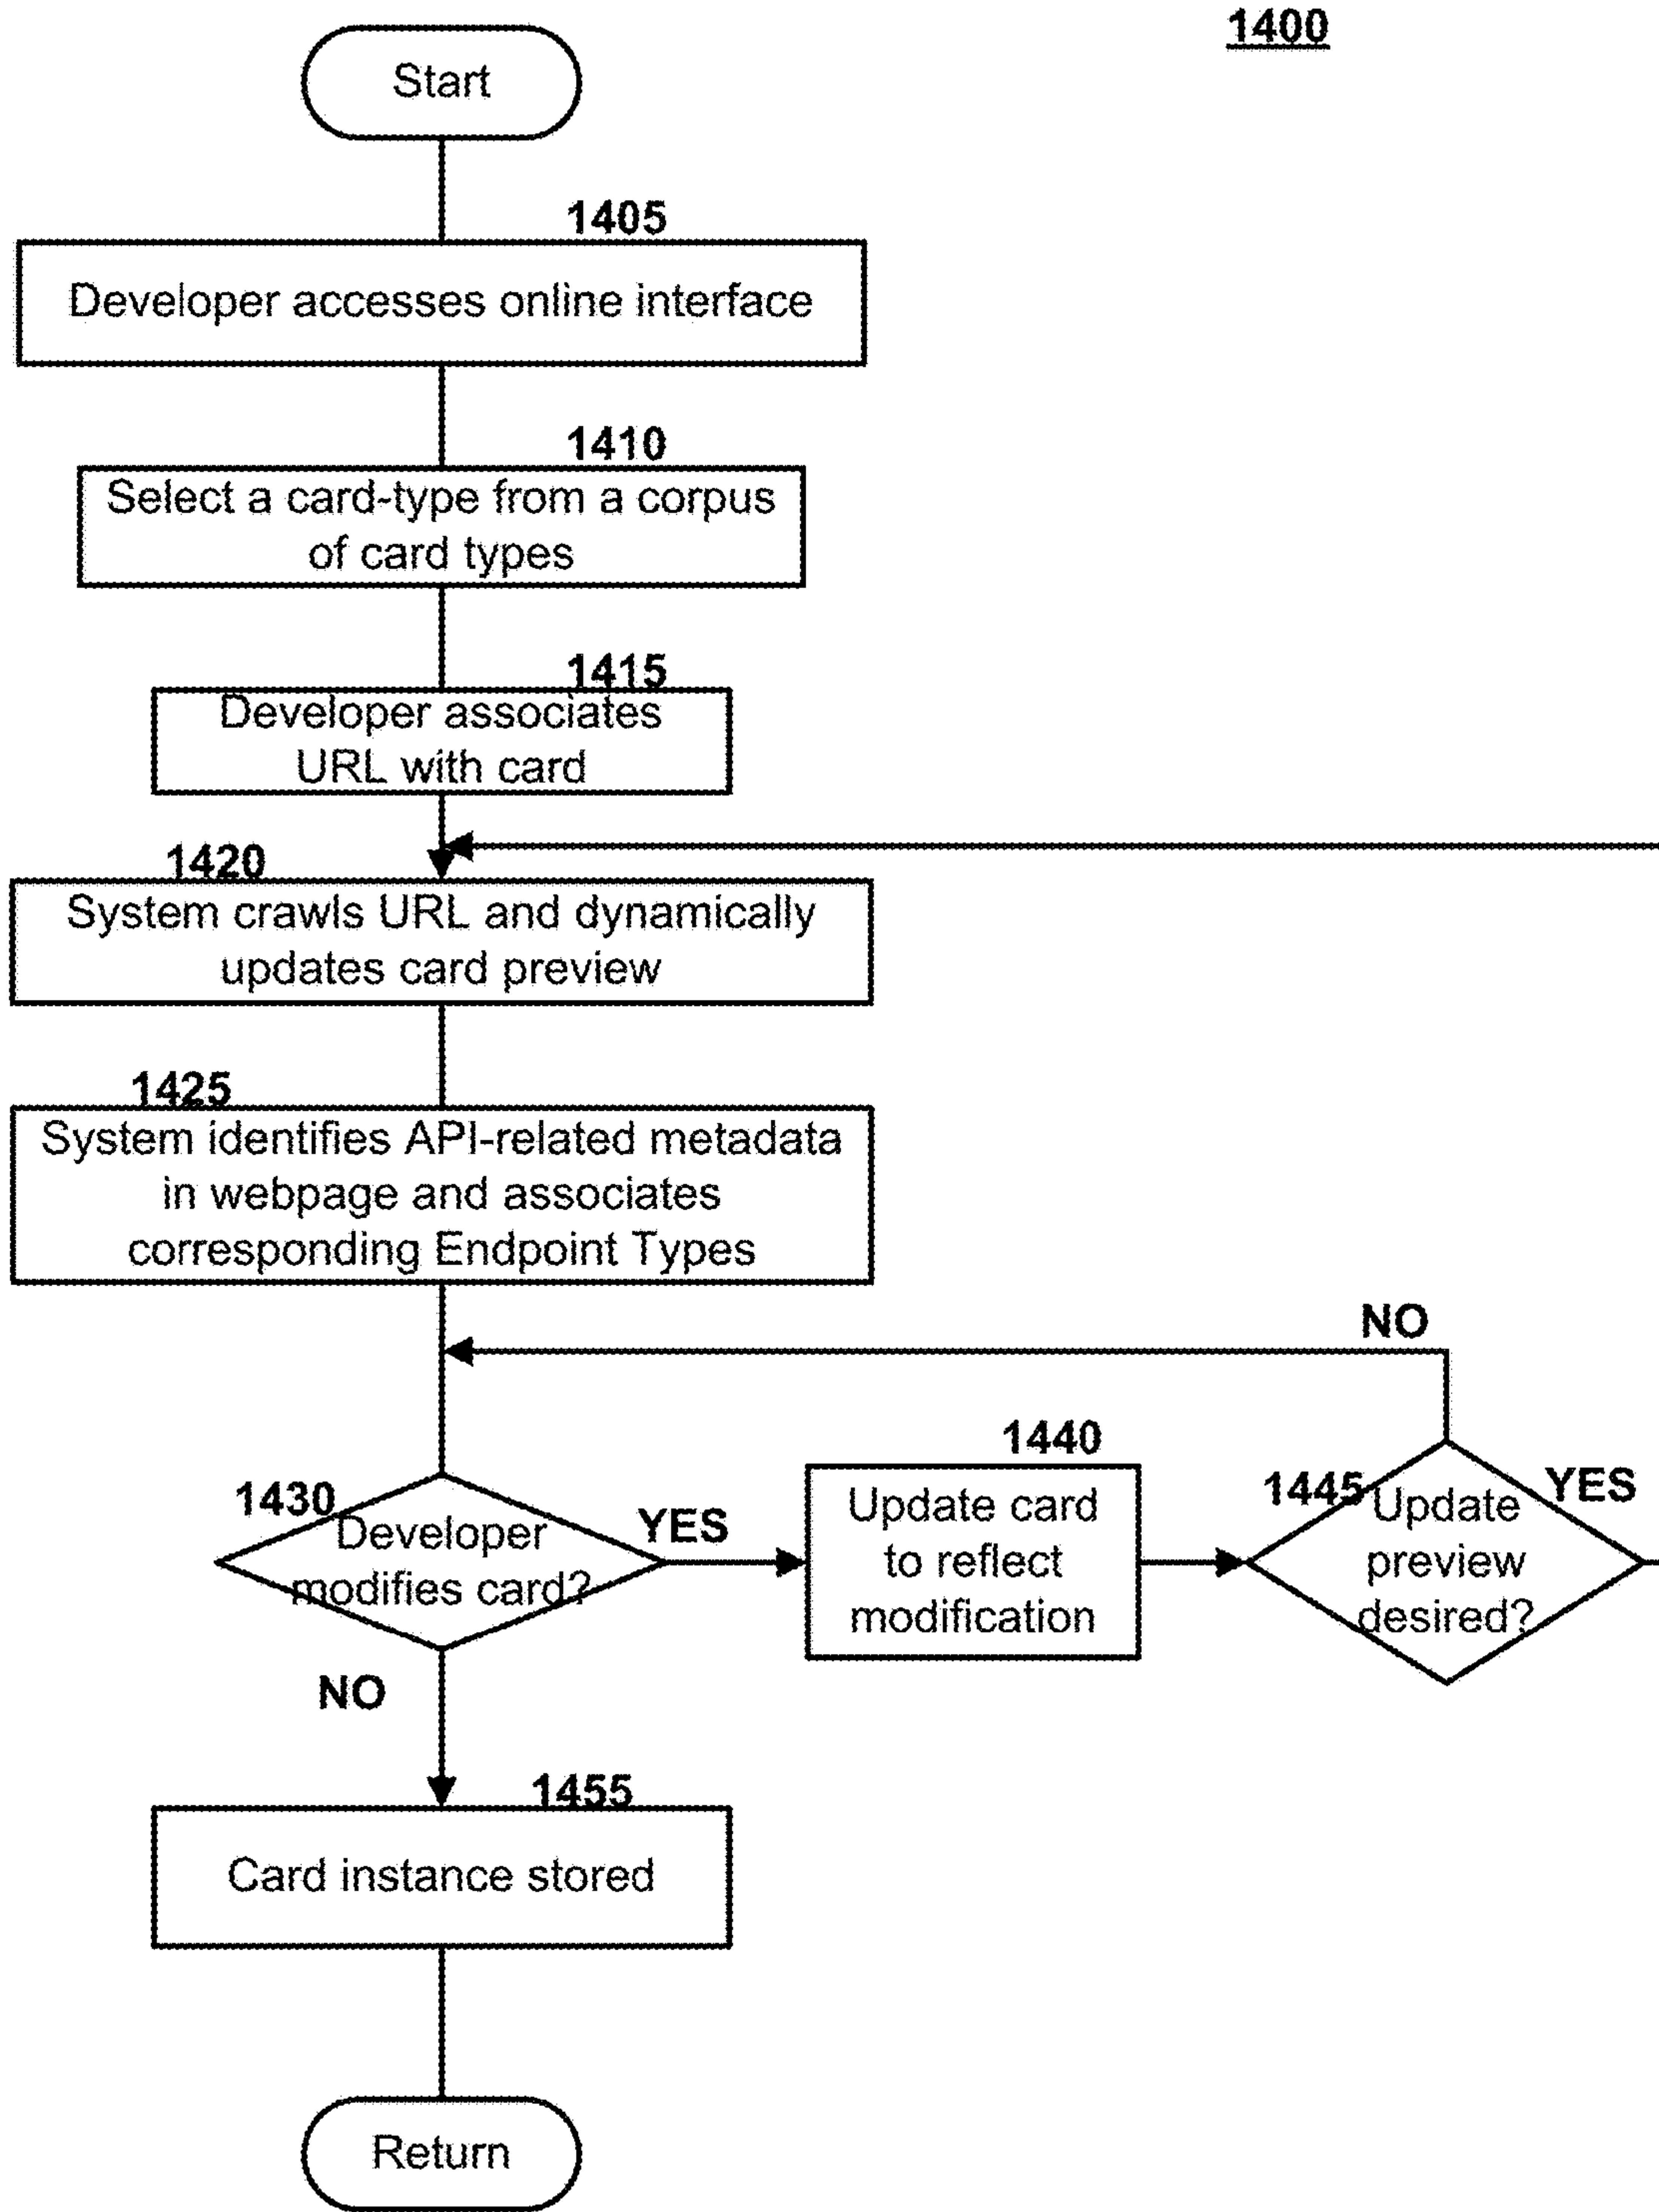 1400
Start
1405
Developer accesses online interface
1410
Select a card-type from a corpus
of card types
1415
Developer associates
URL with card
1420
System crawls URL and dynamically
updates card preview
1425
System identifies API-related metadata
in webpage and associates
corresponding Endpoint Types
NO
1430
Developer
modifies card?
YES
1440
Update card
to reflect
modification
1445
Update
preview
desired?
YES
NO
1455
Card instance stored
Return